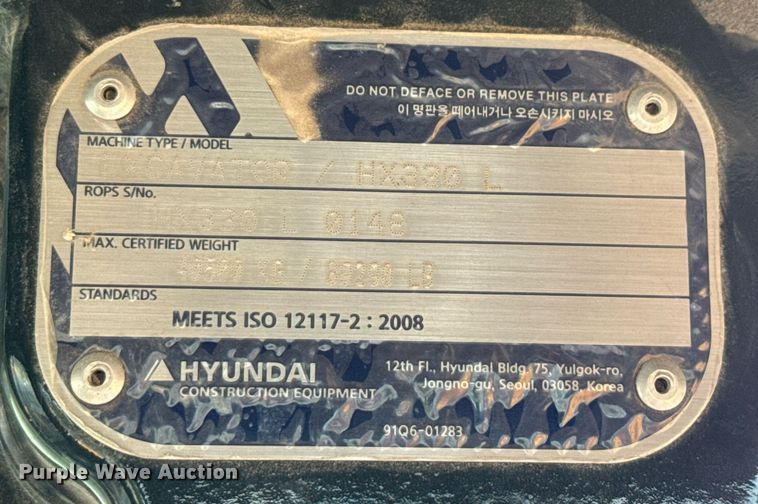 DO NOT DEFACE OR REMOVE THIS PLATE
이 명판을 떼어내거나 오손시키지 마시오
MACHINE TYPE / MODEL
EXCAVATOR / HX330 L
ROPS S/No.
HX330 L 0148
MAX. CERTIFIED WEIGHT
KG / LB
STANDARDS
MEETS ISO 12117-2 : 2008
HYUNDAI
CONSTRUCTION EQUIPMENT
12th Fl., Hyundai Bldg. 75, Yulgok-ro,
Jongno-gu, Seoul, 03058, Korea
91Q6-01283
Purple Wave Auction